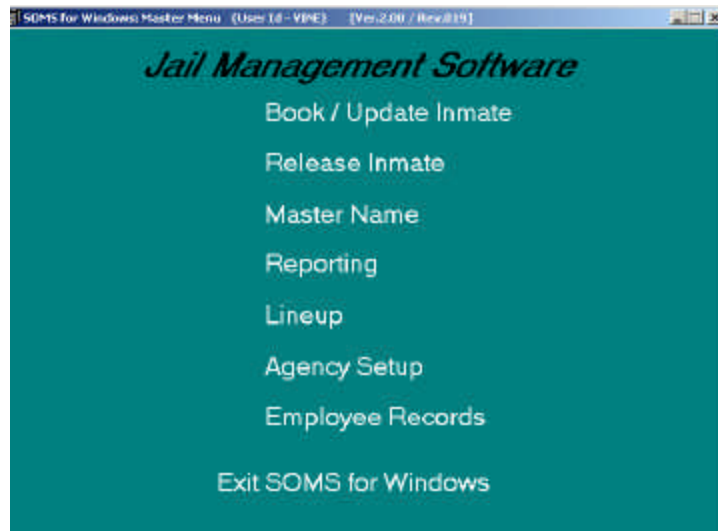 SOMS for Windows: Master Menu (User Id - VINE) [Ver.2.00 / Rev.019]
Jail Management Software
Book / Update Inmate
Release Inmate
Master Name
Reporting
Lineup
Agency Setup
Employee Records
Exit SOMS for Windows